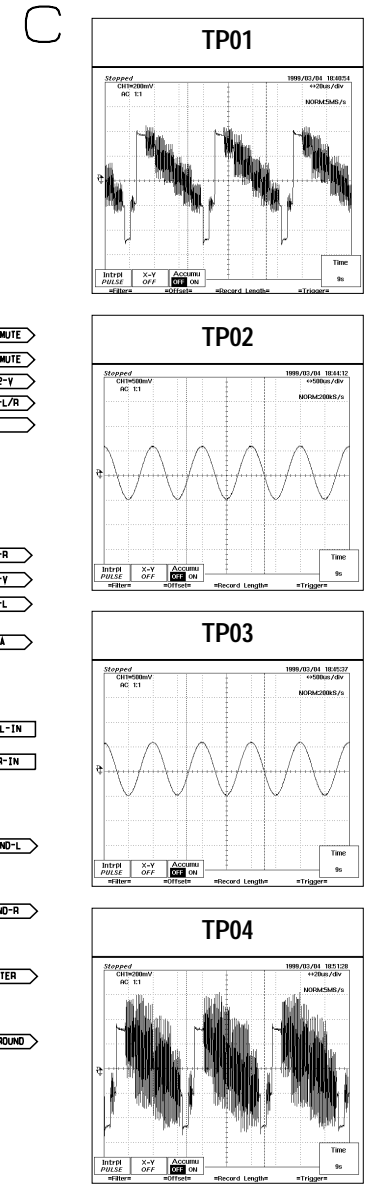 C
TP01
Stopped 1999/03/04 18:40:54
CH1=200mV ↔20us/div
AC 1:1
NORM:5MS/s
Time
Intrpl X-Y Accumu 9s
PULSE OFF OFF ON
=Filter= =Offset= =Record Length= =Trigger=
MUTE
TP02
MUTE
Stopped 1999/03/04 18:44:12
CH1=500mV ↔500us/div
AC 1:1
-L/R
NORM:200kS/s
-R
Time
Intrpl X-Y Accumu 9s
PULSE OFF OFF ON
=Filter= =Offset= =Record Length= =Trigger=
-V
-L
TP03
A
Stopped 1999/03/04 18:45:37
CH1=500mV ↔500us/div
AC 1:1
NORM:200kS/s
L-IN
R-IN
ND-L
Time
Intrpl X-Y Accumu 9s
PULSE OFF OFF ON
=Filter= =Offset= =Record Length= =Trigger=
ND-R
TP04
TER
Stopped 1999/03/04 18:51:28
CH1=200mV ↔20us/div
AC 1:1
NORM:5MS/s
ROUND
Time
Intrpl X-Y Accumu 9s
PULSE OFF OFF ON
=Filter= =Offset= =Record Length= =Trigger=